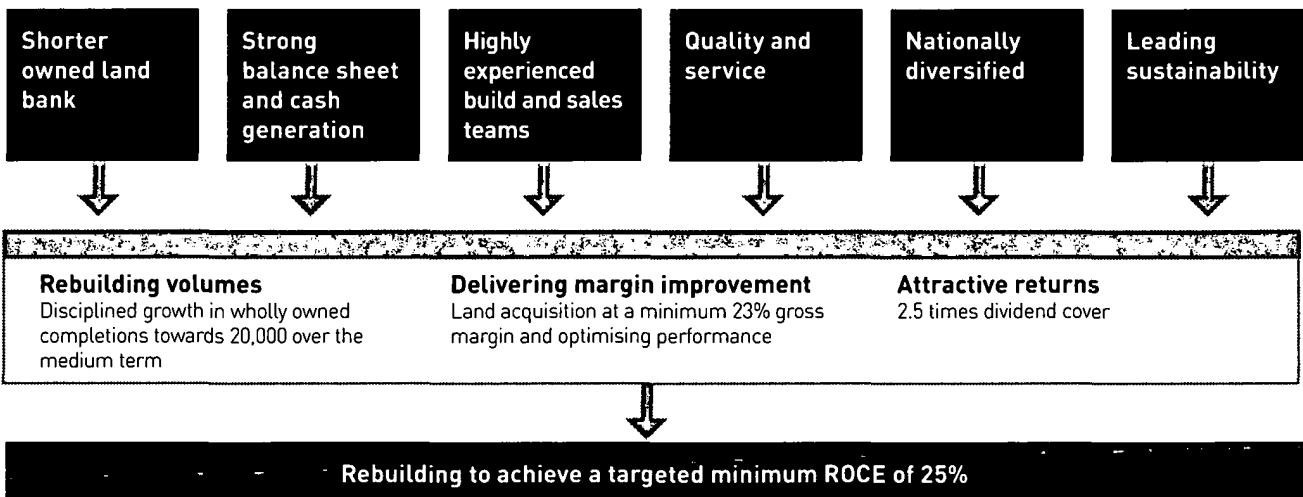 Shorter
owned land
bank
Strong
balance sheet
and cash
generation
Highly
experienced
build and sales
teams
Quality and
service
Nationally
diversified
Leading
sustainability
Rebuilding volumes
Disciplined growth in wholly owned
completions towards 20,000 over the
medium term
Delivering margin improvement
Land acquisition at a minimum 23% gross
margin and optimising performance
Attractive returns
2.5 times dividend cover
Rebuilding to achieve a targeted minimum ROCE of 25%